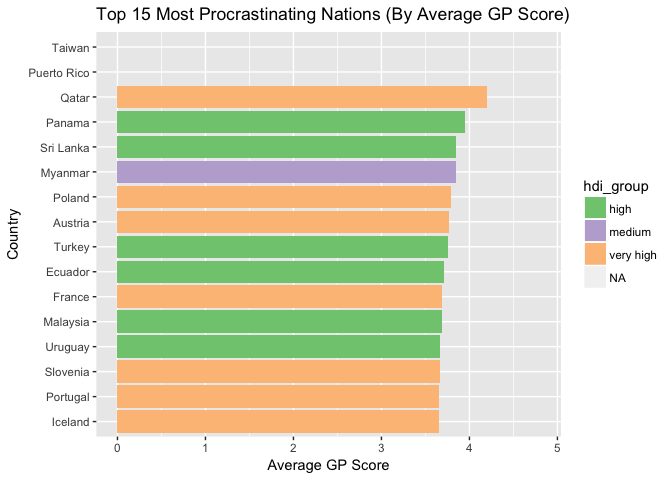 Top 15 Most Procrastinating Nations (By Average GP Score)
Taiwan
Puerto Rico
Qatar
Panama
Sri Lanka
Myanmar
Poland
Austria
Turkey
Ecuador
France
Malaysia
Uruguay
Slovenia
Portugal
Iceland
Country
0 1 2 3 4 5
Average GP Score
hdi_group
high
medium
very high
NA